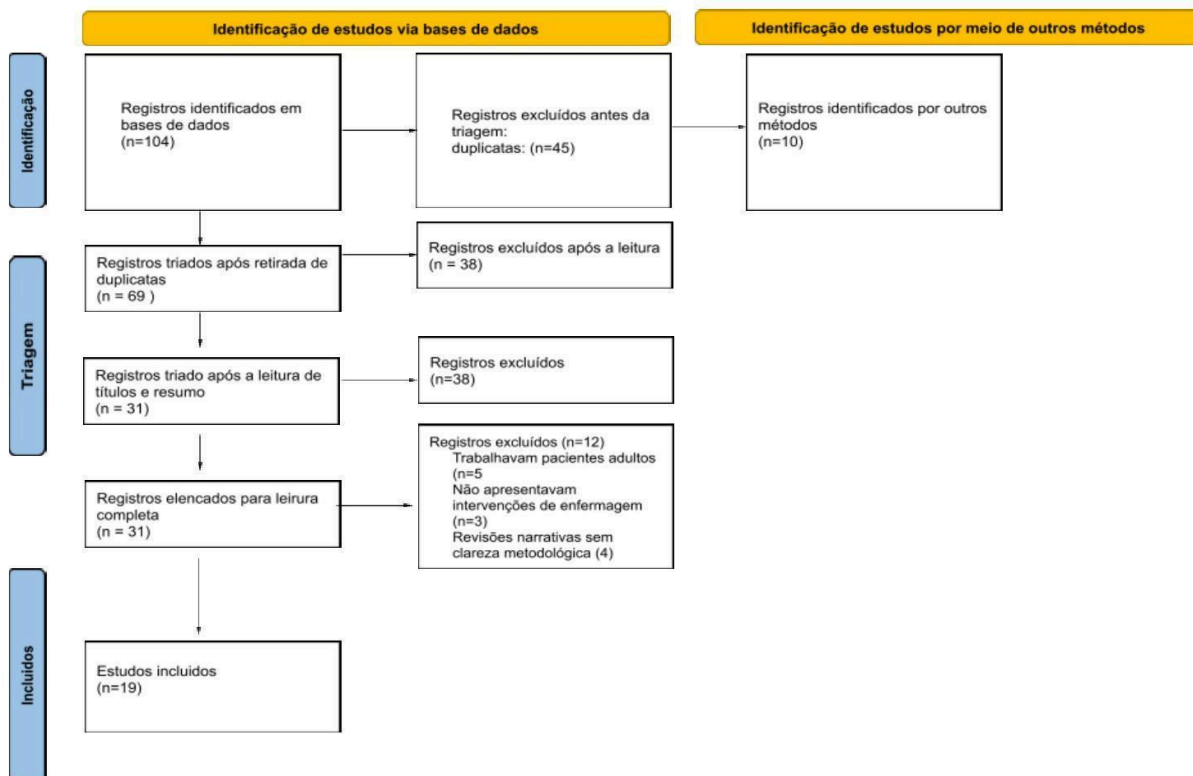 Identificação de estudos via bases de dados
Identificação de estudos por meio de outros métodos
Identificação
Registros identificados em
bases de dados
(n=104)
Registros excluídos antes da
triagem:
duplicatas: (n=45)
Registros identificados por outros
métodos
(n=10)
Triagem
Registros triados após retirada de
duplicatas
(n = 69 )
Registros excluídos após a leitura
(n = 38)
Registros triado após a leitura de
títulos e resumo
(n = 31)
Registros excluídos
(n=38)
Registros elencados para leirura
completa
(n = 31)
Registros excluídos (n=12)
Trabalhavam pacientes adultos
(n=5
Não apresentavam
intervenções de enfermagem
(n=3)
Revisões narrativas sem
clareza metodológica (4)
Incluidos
Estudos incluidos
(n=19)